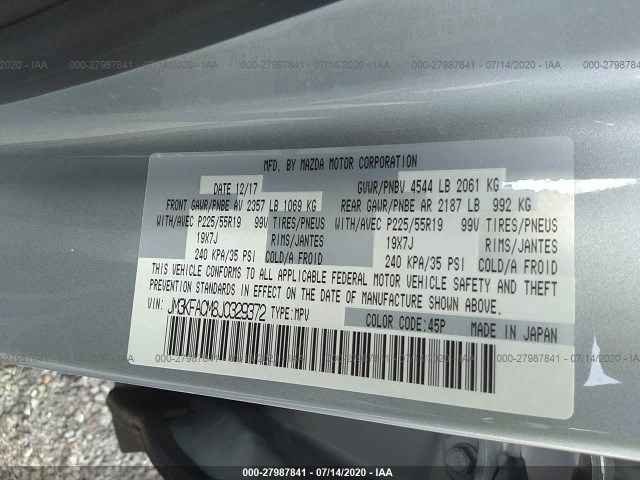 000-27987841 - 07/14/2020 - IAA
MFD. BY MAZDA MOTOR CORPORATION
DATE 12/17
GVWR/PNBV 4544 LB 2061 KG
FRONT GAWR/PNBE AV 2357 LB 1069 KG
REAR GAWR/PNBE AR 2187 LB 992 KG
WITH/AVEC P225/55R19 99V TIRES/PNEUS
WITH/AVEC P225/55R19 99V TIRES/PNEUS
19X7J RIMS/JANTES
19X7J RIMS/JANTES
240 KPA/35 PSI COLD/A FROID
240 KPA/35 PSI COLD/A FROID
THIS VEHICLE CONFORMS TO ALL APPLICABLE FEDERAL MOTOR VEHICLE SAFETY AND THEFT
PREVENTION STANDARDS IN EFFECT ON THE DATE OF MANUFACTURE SHOWN ABOVE.
VIN: JM3KFACM8J0329372 TYPE:MPV
COLOR CODE:45P MADE IN JAPAN
000-27987841 - 07/14/2020 - IAA